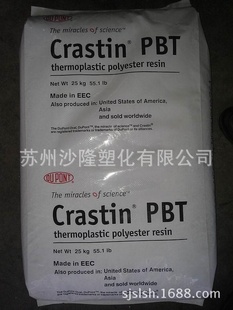 The miracles of science™
Crastin® PBT
thermoplastic polyester resin
Net Wt 25 kg 55.1 lb
Made in EEC
Also produced in: United States of America,
Asia
and sold worldwide
苏州沙隆塑化有限公司
DUPONT
The miracles of science™
Crastin® PBT
thermoplastic polyester resin
Net Wt 25 kg 55.1 lb
Made in EEC
Also produced in: United States of America,
Asia
and sold worldwide
sjslsh.1688.com